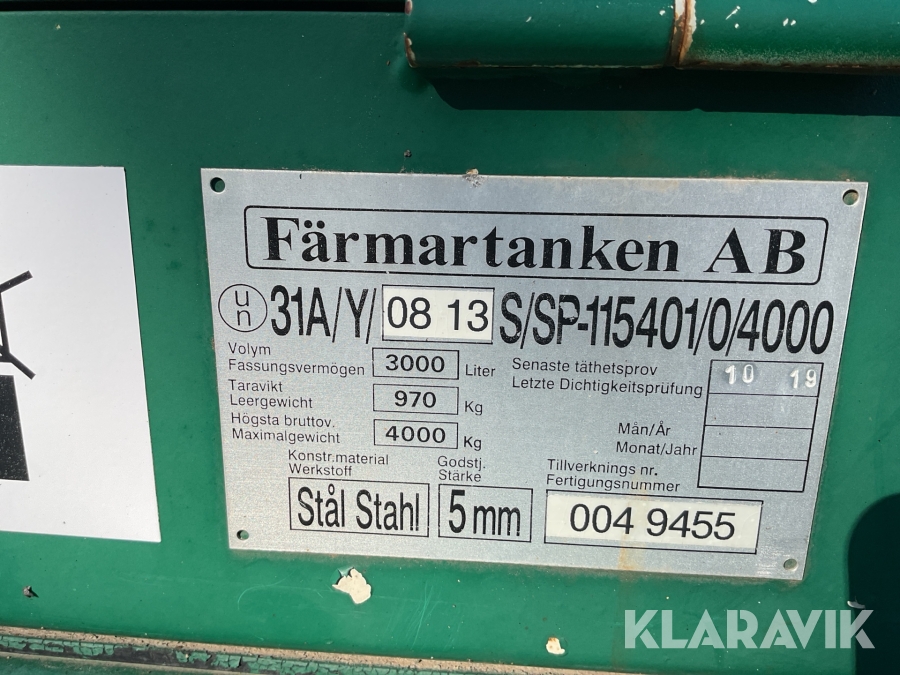 Färmartanken AB
un 31A/Y/ 08 13 S/SP-115401/0/4000
Volym
Fassungsvermögen 3000 Liter
Taravikt
Leergewicht 970 Kg
Högsta bruttov.
Maximalgewicht 4000 Kg
Senaste täthetsprov
Letzte Dichtigkeitsprüfung 10 19
Mån/År
Monat/Jahr
Konstr.material
Werkstoff
Stål Stahl
Godstj.
Stärke
5 mm
Tillverknings nr.
Fertigungsnummer
004 9455
KLARAVIK